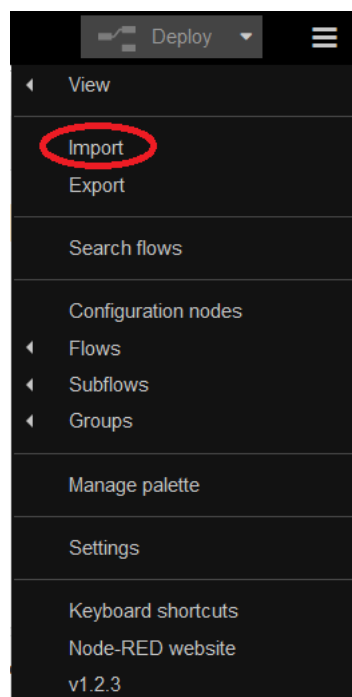 Deploy
View
Import
Export
Search flows
Configuration nodes
Flows
Subflows
Groups
Manage palette
Settings
Keyboard shortcuts
Node-RED website
v1.2.3